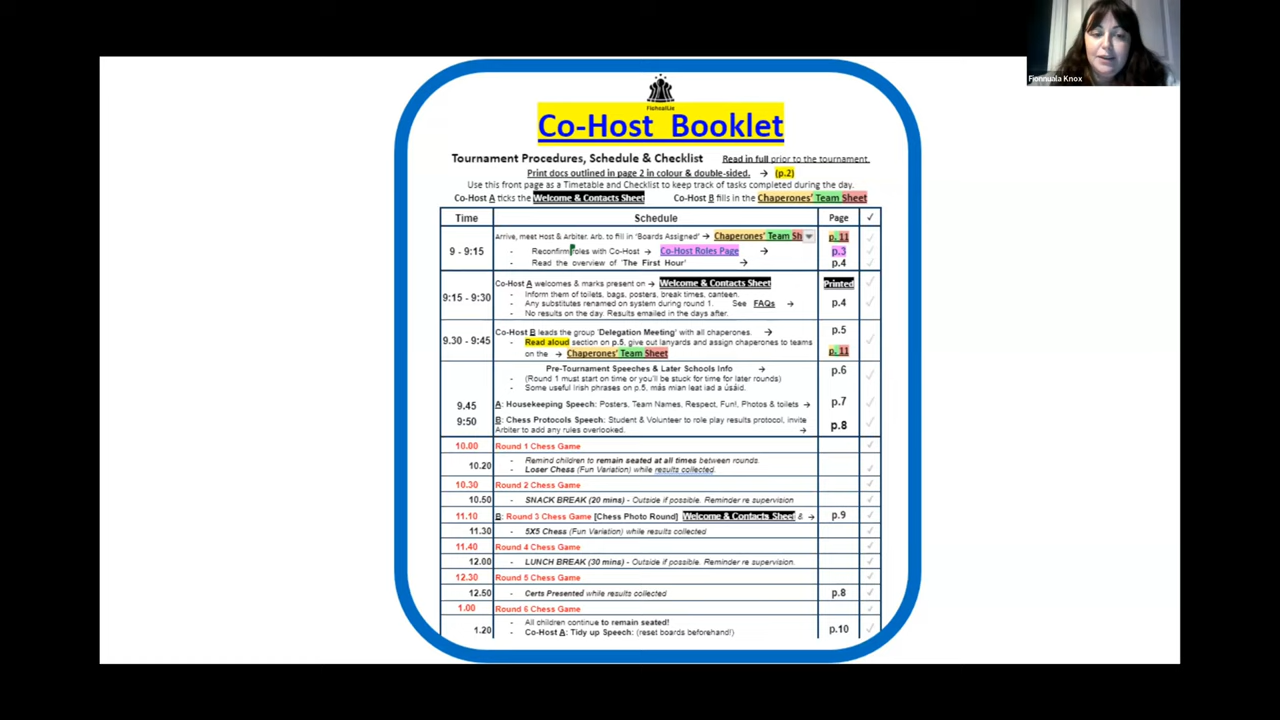 Fionnuala Knox
Ficheall.ie
Co-Host Booklet
Tournament Procedures, Schedule & Checklist Read in full prior to the tournament.
Print docs outlined in page 2 in colour & double-sided. → (p.2)
Use this front page as a Timetable and Checklist to keep track of tasks completed during the day.
Co-Host A ticks the Welcome & Contacts Sheet Co-Host B fills in the Chaperones' Team Sheet
Time Schedule Page ✓
Arrive, meet Host & Arbiter. Arb. to fill in 'Boards Assigned' → Chaperones' Team Sh p. 11 ✓
9 - 9:15 - Reconfirm roles with Co-Host → Co-Host Roles Page → p.3 ✓
- Read the overview of 'The First Hour' → p.4 ✓
Co-Host A welcomes & marks present on → Welcome & Contacts Sheet Printed ✓
9:15 - 9:30 - Inform them of toilets, bags, posters, break times, canteen.
- Any substitutes renamed on system during round 1. See FAQs → p.4 ✓
- No results on the day. Results emailed in the days after.
Co-Host B leads the group 'Delegation Meeting' with all chaperones. → p.5
9.30 - 9:45 - Read aloud section on p.5, give out lanyards and assign chaperones to teams ✓
on the → Chaperones' Team Sheet p. 11
Pre-Tournament Speeches & Later Schools Info → p.6
- (Round 1 must start on time or you'll be stuck for time for later rounds) ✓
- Some useful Irish phrases on p.5. más mian leat iad a úsáid.
9.45 A: Housekeeping Speech: Posters, Team Names, Respect, Fun!, Photos & toilets → p.7 ✓
9:50 B: Chess Protocols Speech: Student & Volunteer to role play results protocol, invite p.8 ✓
Arbiter to add any rules overlooked. →
10.00 Round 1 Chess Game ✓
10.20 - Remind children to remain seated at all times between rounds.
- Loser Chess (Fun Variation) while results collected. ✓
10.30 Round 2 Chess Game ✓
10.50 - SNACK BREAK (20 mins) - Outside if possible. Reminder re supervision ✓
11.10 B: Round 3 Chess Game [Chess Photo Round] Welcome & Contacts Sheet & → p.9 ✓
11.30 - 5X5 Chess (Fun Variation) while results collected ✓
11.40 Round 4 Chess Game ✓
12.00 - LUNCH BREAK (30 mins) - Outside if possible. Reminder re supervision. ✓
12.30 Round 5 Chess Game ✓
12.50 - Certs Presented while results collected p.8 ✓
1.00 Round 6 Chess Game ✓
1.20 - All children continue to remain seated!
- Co-Host A: Tidy up Speech: (reset boards beforehand!) p.10 ✓